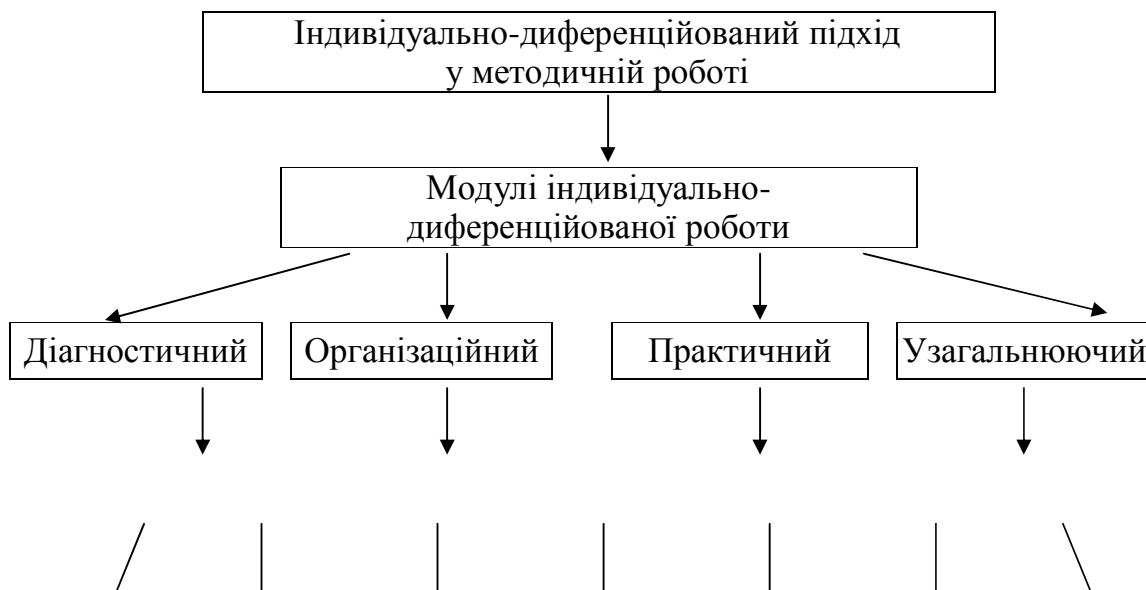 Індивідуально-диференційований підхід
у методичній роботі
Модулі індивідуально-
диференційованої роботи
Діагностичний
Організаційний
Практичний
Узагальнюючий